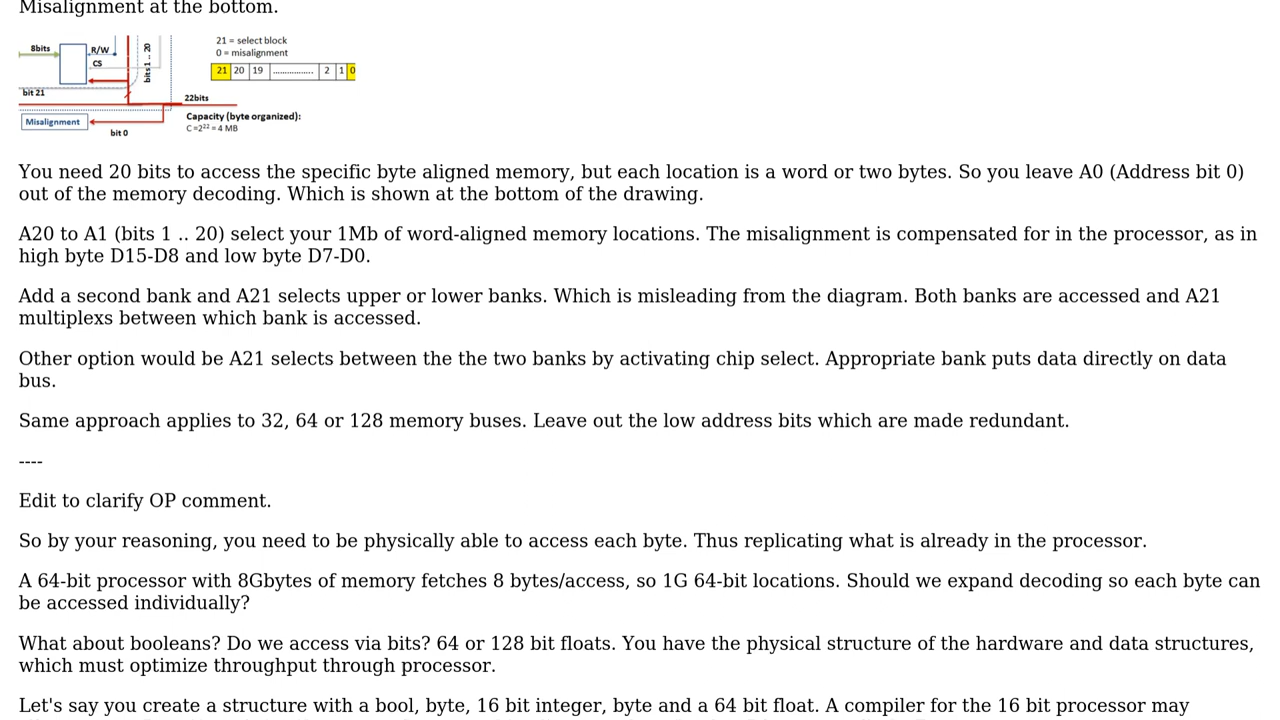 Misalignment at the bottom.
8bits
R/W
CS
bits 1 .. 20
21 = select block
0 = misalignment
21 20 19 ................ 2 1 0
bit 21
22bits
Misalignment
bit 0
Capacity (byte organized):
C=2²² = 4 MB
You need 20 bits to access the specific byte aligned memory, but each location is a word or two bytes. So you leave A0 (Address bit 0)
out of the memory decoding. Which is shown at the bottom of the drawing.
A20 to A1 (bits 1 .. 20) select your 1Mb of word-aligned memory locations. The misalignment is compensated for in the processor, as in
high byte D15-D8 and low byte D7-D0.
Add a second bank and A21 selects upper or lower banks. Which is misleading from the diagram. Both banks are accessed and A21
multiplexs between which bank is accessed.
Other option would be A21 selects between the the two banks by activating chip select. Appropriate bank puts data directly on data
bus.
Same approach applies to 32, 64 or 128 memory buses. Leave out the low address bits which are made redundant.
----
Edit to clarify OP comment.
So by your reasoning, you need to be physically able to access each byte. Thus replicating what is already in the processor.
A 64-bit processor with 8Gbytes of memory fetches 8 bytes/access, so 1G 64-bit locations. Should we expand decoding so each byte can
be accessed individually?
What about booleans? Do we access via bits? 64 or 128 bit floats. You have the physical structure of the hardware and data structures,
which must optimize throughput through processor.
Let's say you create a structure with a bool, byte, 16 bit integer, byte and a 64 bit float. A compiler for the 16 bit processor may